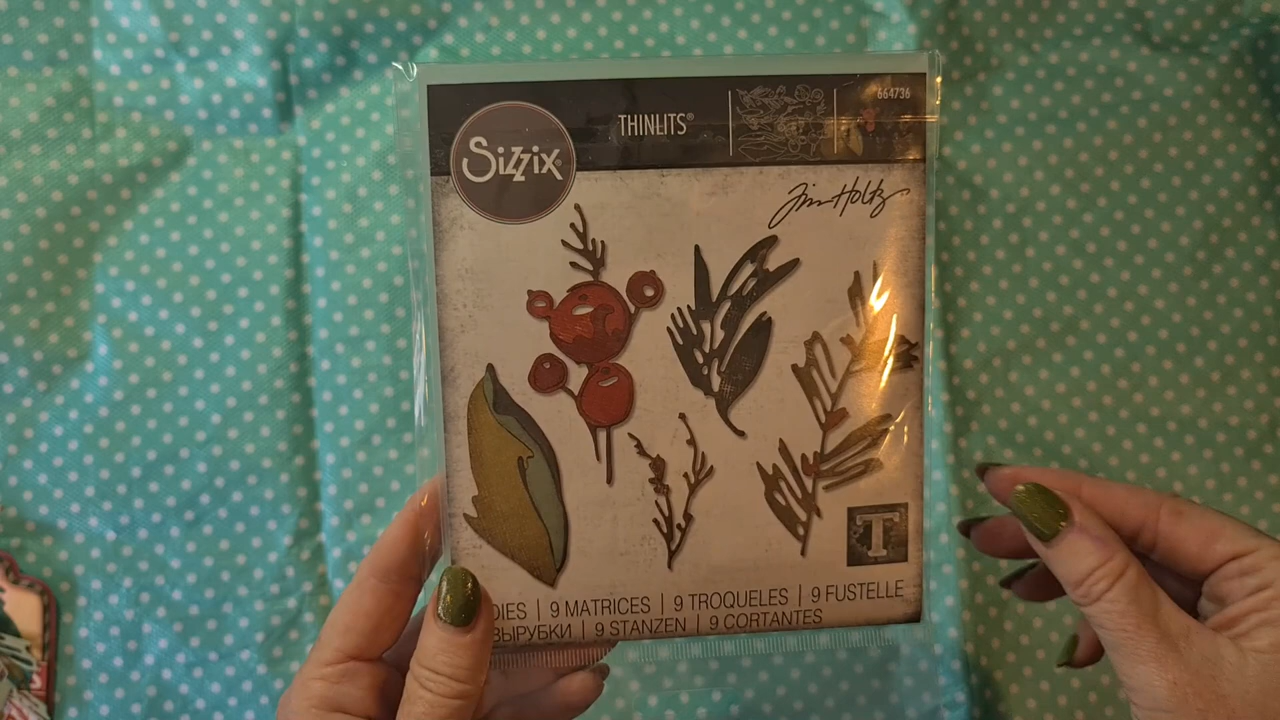 Sizzix
THINLITS®
664736
Tim Holtz
T
DIES | 9 MATRICES | 9 TROQUELES | 9 FUSTELLE
ВЫРУБКИ | 9 STANZEN | 9 CORTANTES